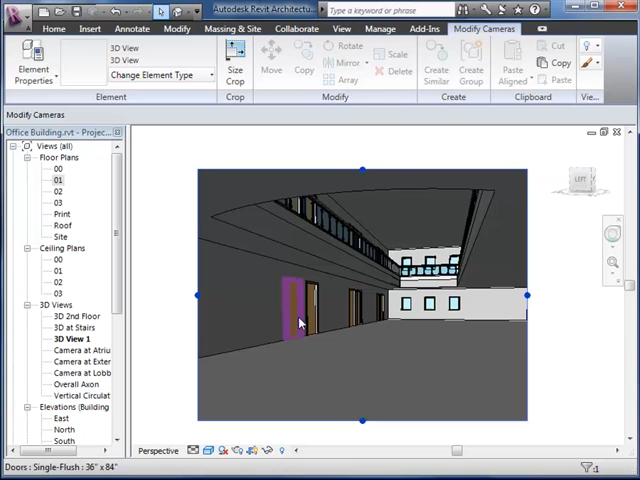 Autodesk Revit Architectu...
Type a keyword or phrase
Home Insert Annotate Modify Massing & Site Collaborate View Manage Add-Ins Modify Cameras
Element
Properties
3D View
3D View
Change Element Type
Size
Crop
Move
Copy
Rotate
Mirror
Array
Scale
Delete
Create
Similar
Create
Group
Paste
Aligned
Cut
Copy
Paste
View...
Element Crop Modify Create Clipboard
Modify Cameras
Office Building.rvt - Projec...
Views (all)
Floor Plans
00
01
02
03
Print
Roof
Site
Ceiling Plans
00
01
02
03
3D Views
3D 2nd Floor
3D at Stairs
3D View 1
Camera at Atriu
Camera at Exter
Camera at Lobb
Overall Axon
Vertical Circulat
Elevations (Building
East
North
South
LEFT
Perspective
Doors : Single-Flush : 36" x 84"
:1